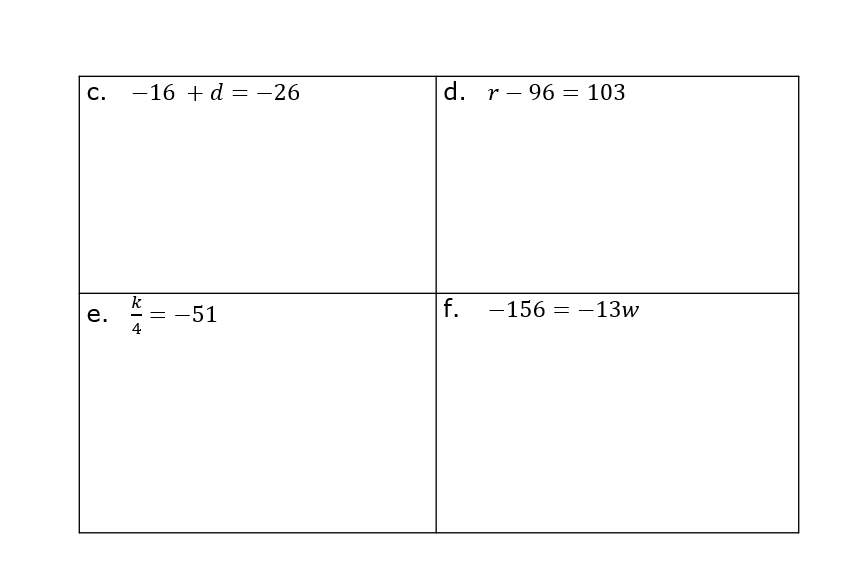 c. −16 + d = −26
d. r − 96 = 103
e. k/4 = −51
f. −156 = −13w